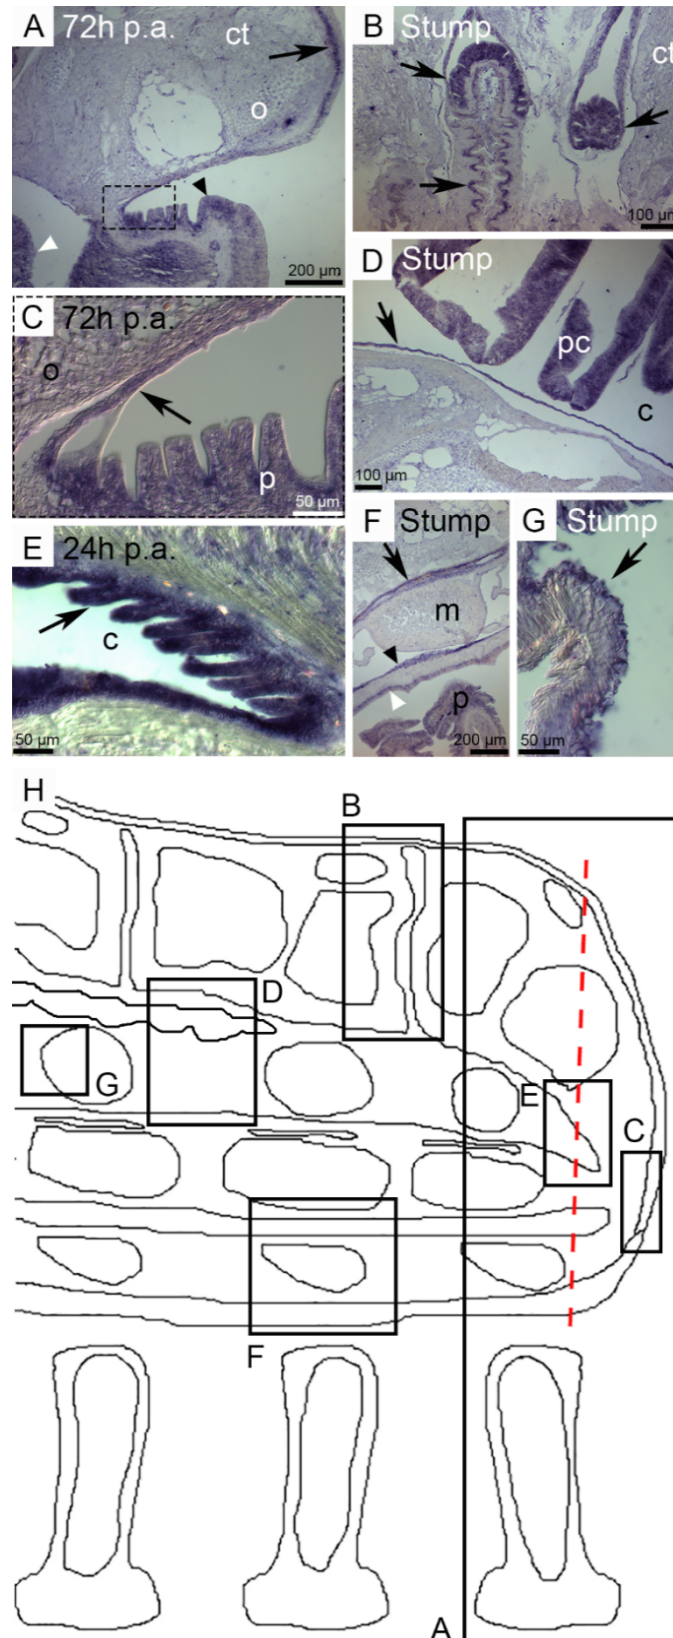 A 72h p.a.
ct
o
200 µm
B Stump
ct
100 µm
C 72h p.a.
o
p
50 µm
D Stump
pc
c
100 µm
E 24h p.a.
c
50 µm
F Stump
m
p
200 µm
G Stump
50 µm
H
B
D
G
E
C
F
A